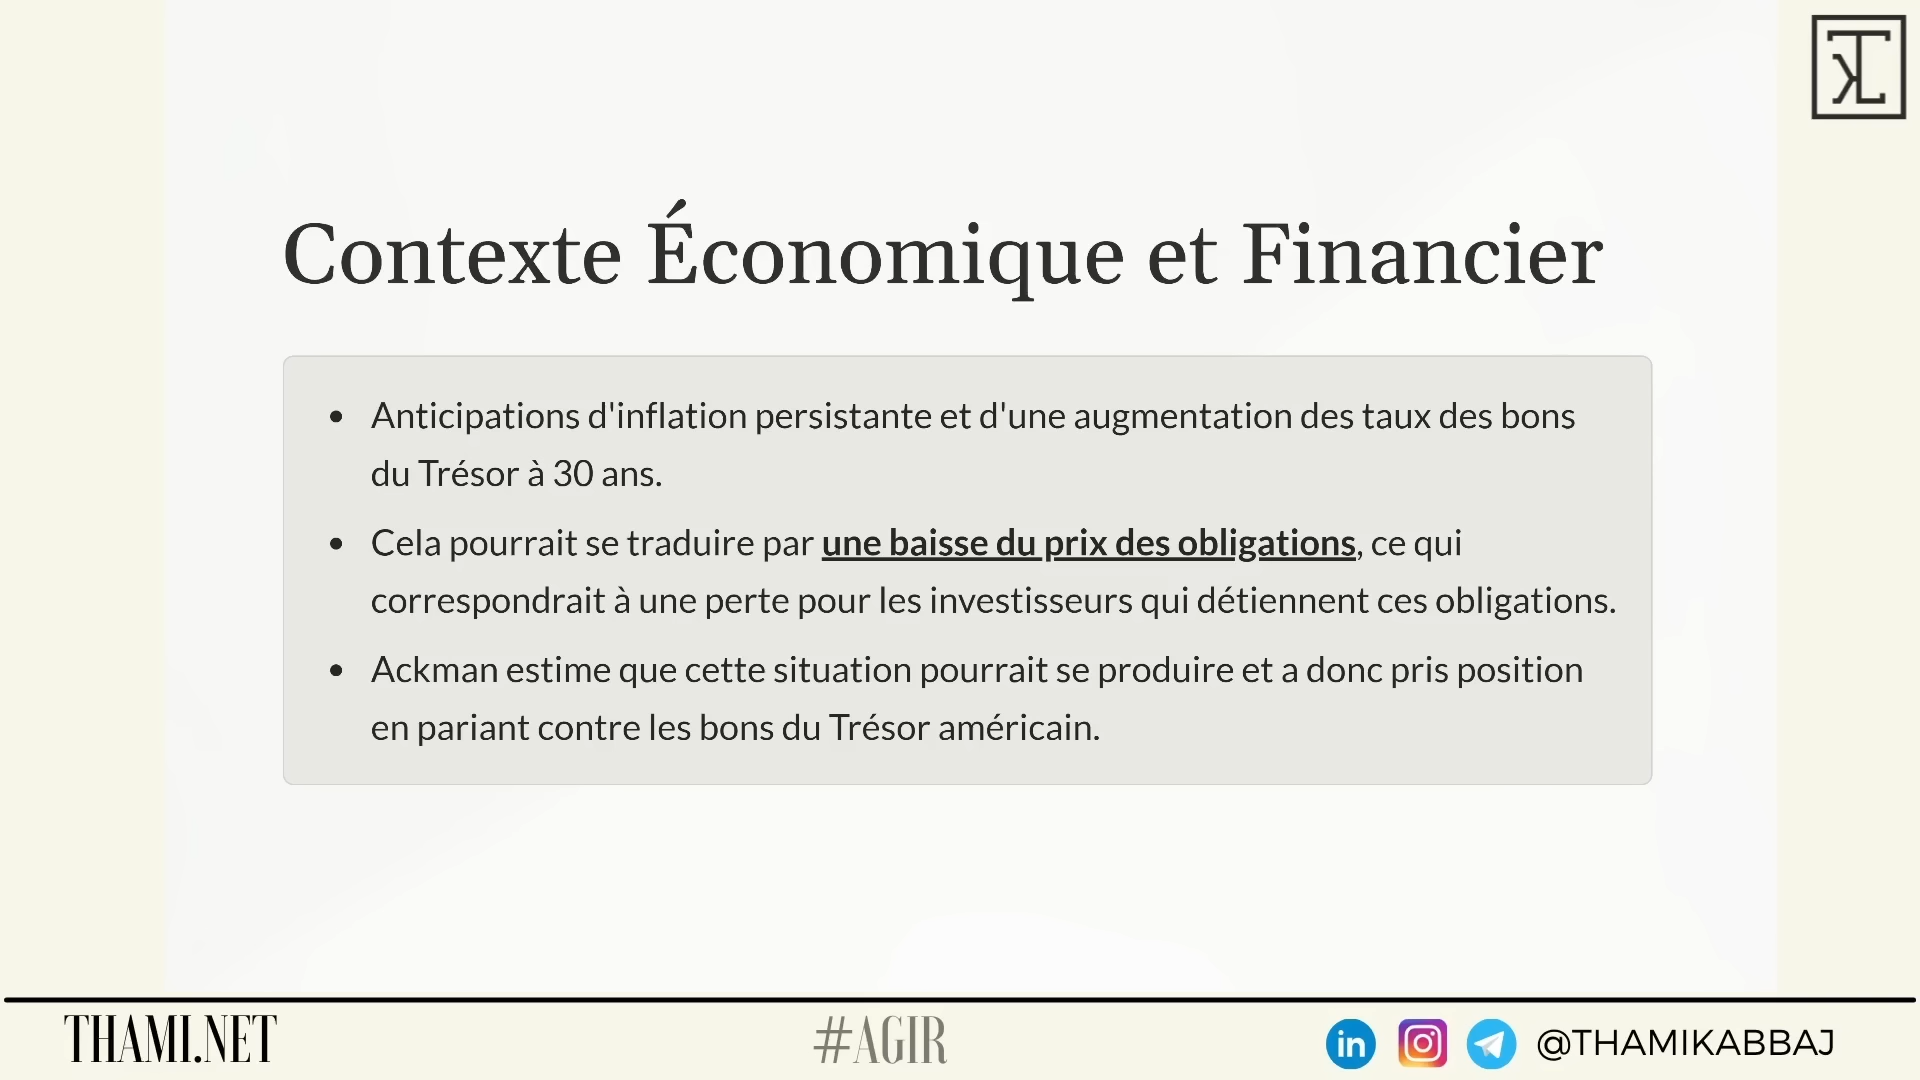 Contexte Économique et Financier
• Anticipations d'inflation persistante et d'une augmentation des taux des bons
du Trésor à 30 ans.
• Cela pourrait se traduire par une baisse du prix des obligations, ce qui
correspondrait à une perte pour les investisseurs qui détiennent ces obligations.
• Ackman estime que cette situation pourrait se produire et a donc pris position
en pariant contre les bons du Trésor américain.
THAMI.NET
#AGIR
in
@THAMIKABBAJ